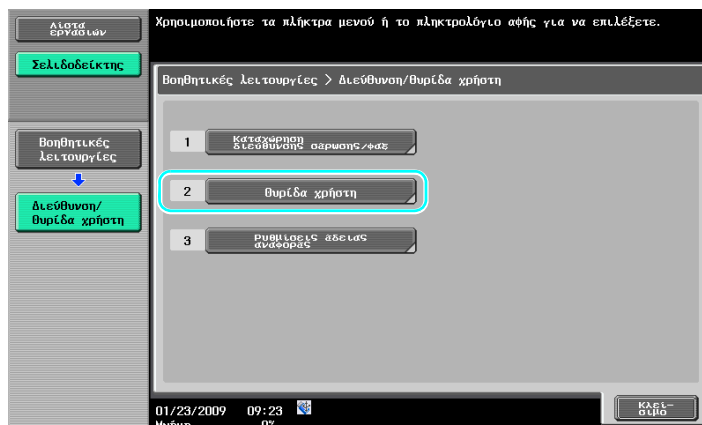 Λίστα
εργασιών
Χρησιμοποιήστε τα πλήκτρα μενού ή το πληκτρολόγιο αφής για να επιλέξετε.
Σελιδοδείκτης
Βοηθητικές λειτουργίες > Διεύθυνση/θυρίδα χρήστη
Βοηθητικές
λειτουργίες
Διεύθυνση/
θυρίδα χρήστη
1 Καταχώρηση
διεύθυνσης σάρωσης/φαξ
2 Θυρίδα χρήστη
3 Ρυθμίσεις άδειας
αναφοράς
01/23/2009 09:23
Μνήμη 0%
Κλεί-
σιμο